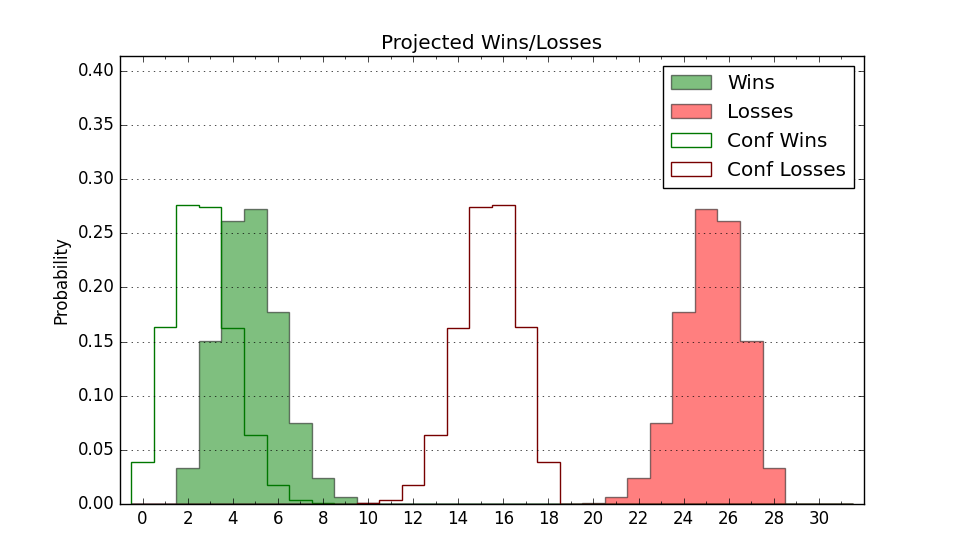 Projected Wins/Losses
0.40
0.35
0.30
0.25
0.20
0.15
0.10
0.05
0.00
Probability
Wins
Losses
Conf Wins
Conf Losses
0 2 4 6 8 10 12 14 16 18 20 22 24 26 28 30